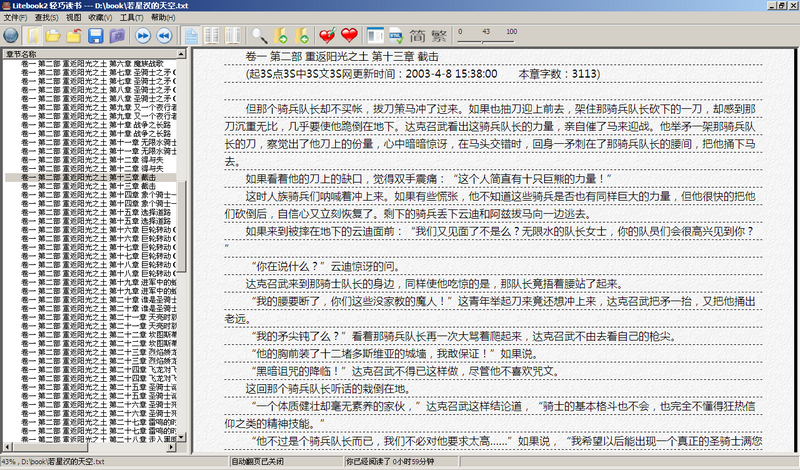 Litebook2 轻巧读书 --- D:\book\若星汉的天空.txt
文件(F) 查找(S) 视图 收藏(V) 工具(T) 帮助(H)
简 繁
0 43 100
章节名称
卷一 第二部 重返阳光之土 第六章 魔族战歌
卷一 第二部 重返阳光之土 第七章 圣骑士之矛
卷一 第二部 重返阳光之土 第七章 圣骑士之矛
卷一 第二部 重返阳光之土 第八章 圣骑士之矛
卷一 第二部 重返阳光之土 第八章 圣骑士之矛
卷一 第二部 重返阳光之土 第九章 又一个夜行者
卷一 第二部 重返阳光之土 第九章 又一个夜行者
卷一 第二部 重返阳光之土 第十章 战争之长路
卷一 第二部 重返阳光之土 第十章 战争之长路
卷一 第二部 重返阳光之土 第十一章 无限水骑士
卷一 第二部 重返阳光之土 第十一章 无限水骑士
卷一 第二部 重返阳光之土 第十二章 得与失
卷一 第二部 重返阳光之土 第十二章 得与失
卷一 第二部 重返阳光之土 第十三章 截击
卷一 第二部 重返阳光之土 第十三章 截击
卷一 第二部 重返阳光之土 第十四章 象个骑士一
卷一 第二部 重返阳光之土 第十四章 象个骑士一
卷一 第二部 重返阳光之土 第十五章 选择道路
卷一 第二部 重返阳光之土 第十五章 选择道路
卷一 第二部 重返阳光之土 第十六章 巨轮转动
卷一 第二部 重返阳光之土 第十六章 巨轮转动
卷一 第二部 重返阳光之土 第十七章 巨轮转动
卷一 第二部 重返阳光之土 第十七章 巨轮转动
卷一 第二部 重返阳光之土 第十八章 巨轮转动
卷一 第二部 重返阳光之土 第十八章 巨轮转动
卷一 第二部 重返阳光之土 第十九章 进军中的
卷一 第二部 重返阳光之土 第十九章 进军中的
卷一 第二部 重返阳光之土 第二十章 谁是圣骑士
卷一 第二部 重返阳光之土 第二十章 谁是圣骑士
卷一 第二部 重返阳光之土 第二十一章 天亮时
卷一 第二部 重返阳光之土 第二十一章 天亮时
卷一 第二部 重返阳光之土 第二十二章 坎图斯
卷一 第二部 重返阳光之土 第二十二章 坎图斯
卷一 第二部 重返阳光之土 第二十三章 烈焰
卷一 第二部 重返阳光之土 第二十三章 烈焰
卷一 第二部 重返阳光之土 第二十四章 飞龙对
卷一 第二部 重返阳光之土 第二十四章 飞龙对
卷一 第二部 重返阳光之土 第二十五章 圣骑士
卷一 第二部 重返阳光之土 第二十五章 圣骑士
卷一 第二部 重返阳光之土 第二十六章 圣骑士
卷一 第二部 重返阳光之土 第二十六章 圣骑士
卷一 第二部 重返阳光之土 第二十七章 雷鸣的
卷一 第二部 重返阳光之土 第二十七章 雷鸣的
卷一 第二部 重返阳光之土 第二十八章
卷一 第二部 重返阳光之土 第十三章 截击
(起3S点3S中3S文3S网更新时间：2003-4-8 15:38:00 本章字数：3113)
但那个骑兵队长却不买帐，拔刀策马冲了过来。如果也抽刀迎上前去，架住那骑兵队长砍下的一刀，却感到那
刀沉重无比，几乎要使他跪倒在地下。达克召武看出这骑兵队长的力量，亲自催了马来迎战。他举矛一架那骑兵队
长的刀，察觉出了他刀上的份量，心中暗暗惊讶，在马头交错时，回身一矛刺在了那骑兵队长的腰间，把他捅下马
去。
如果看着他的刀上的缺口，觉得双手震痛：“这个人简直有十只巨熊的力量！”
这时人族骑兵们呐喊着冲上来。如果有些慌张，他不知道这些骑兵是否也有同样巨大的力量，但他很快的把他
们砍倒后，自信心又立刻恢复了。剩下的骑兵丢下云迪和阿兹拔马向一边逃去。
如果来到被摔在地下的云迪面前：“我们又见面了不是么？无限水的队长女士，你的队员们会很高兴见到你？
”
“你在说什么？”云迪惊讶的问。
达克召武来到那骑士队长的身边，同样使他吃惊的是，那队长竟捂着腰站了起来。
“我的腰要断了，你们这些没家教的魔人！”这青年举起刀来竟还想冲上来，达克召武把矛一抬，又把他捅出
老远。
“我的矛尖钝了么？”看着那骑兵队长再一次大骂着爬起来，达克召武不由去看自己的枪尖。
“他的胸前装了十二堵多斯维亚的城墙，我敢保证！”如果说。
“黑暗诅咒的降临！”达克召武不得已这样做，尽管他不喜欢咒文。
这回那个骑兵队长听话的栽倒在地。
“一个体质健壮却毫无素养的家伙，”达克召武这样结论道，“骑士的基本格斗也不会，也完全不懂得狂热信
仰之类的精神技能。”
“他不过是个骑兵队长而已，我们不必对他要求太高……”如果说，“我希望以后能出现一个真正的圣骑士满您
43%, D:\book\若星汉的天空.txt 自动翻页已关闭 你已经阅读了 0小时59分钟